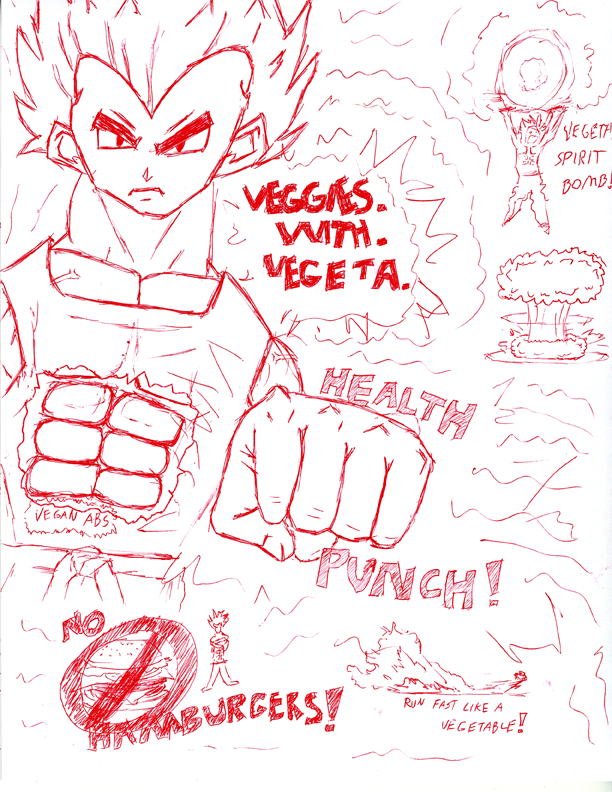 VEGETA
SPIRIT
BOMB!
VEGGIES.
WITH.
VEGETA.
HEALTH
PUNCH!
VEGAN ABS
NO
HAMBURGERS!
RUN FAST LIKE A
VEGETABLE!